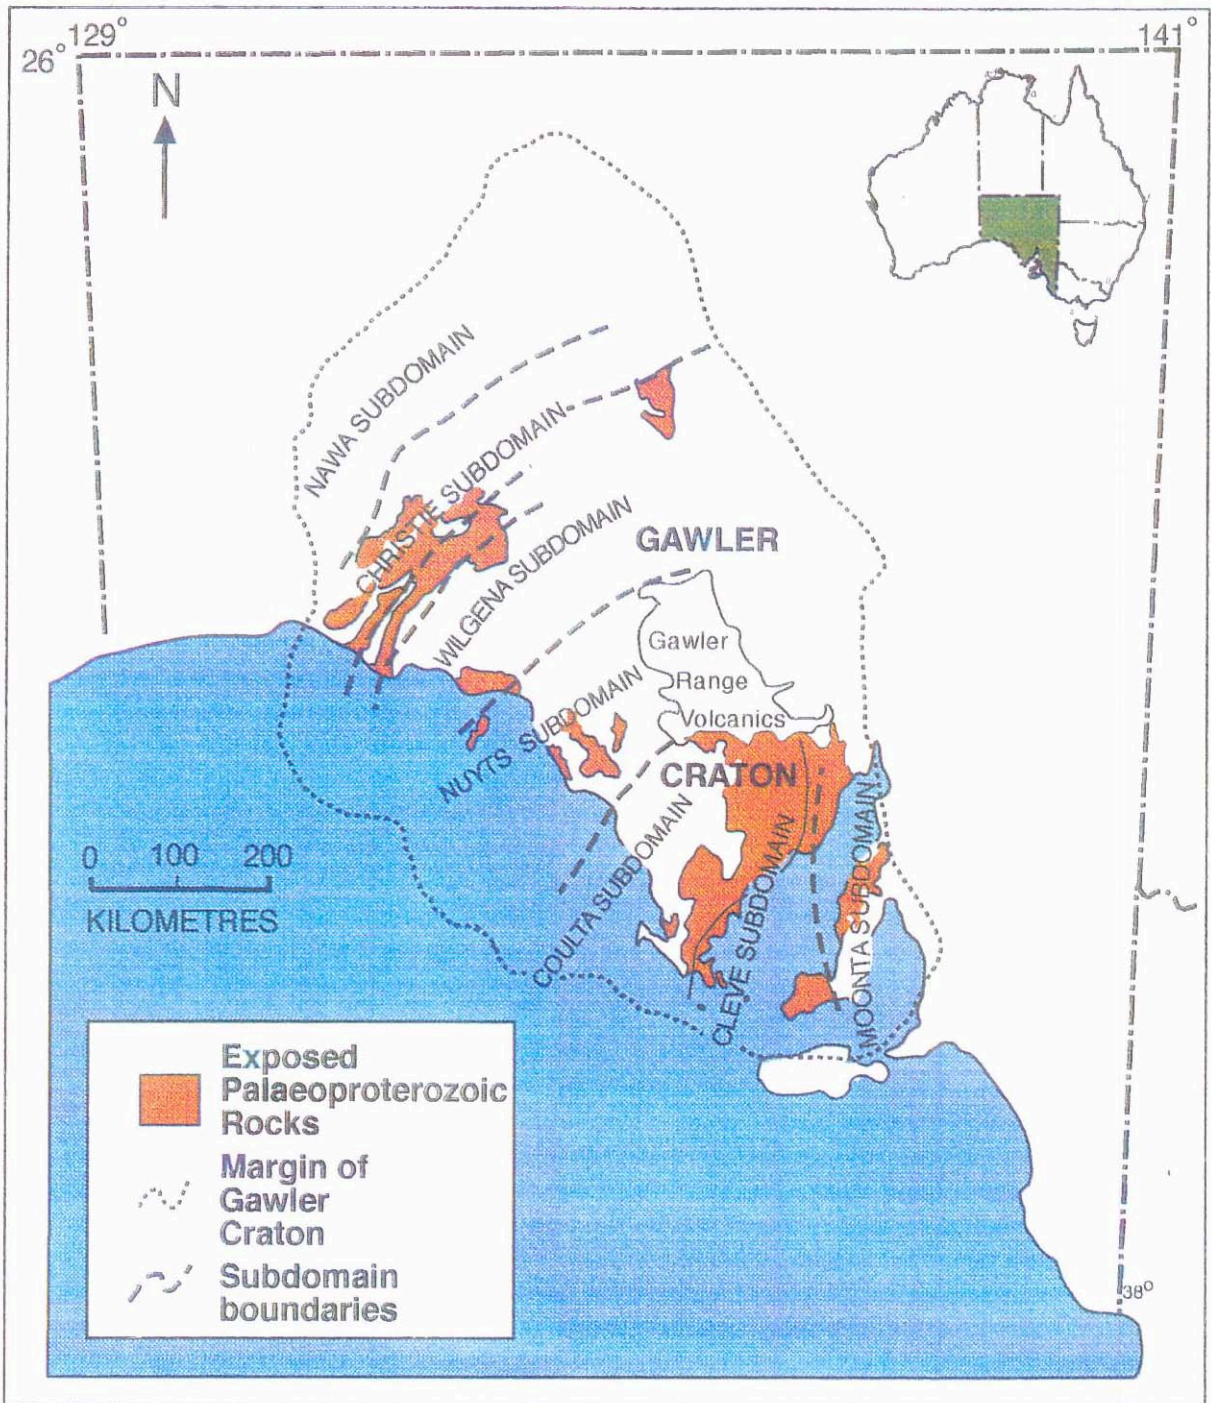 129°
141°
26°
N
NAWA SUBDOMAIN
CHRISTIE SUBDOMAIN
WILGENA SUBDOMAIN
GAWLER
Gawler
Range
Volcanics
NUYTS SUBDOMAIN
CRATON
COULTA SUBDOMAIN
CLEVE SUBDOMAIN
MOONTA SUBDOMAIN
0 100 200
KILOMETRES
Exposed
Palaeoproterozoic
Rocks
Margin of
Gawler
Craton
Subdomain
boundaries
38°